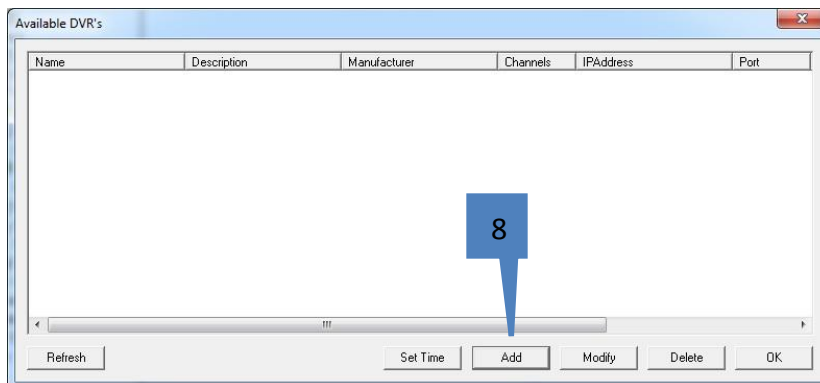 Available DVR's
Name Description Manufacturer Channels IPAddress Port
8
Refresh Set Time Add Modify Delete OK